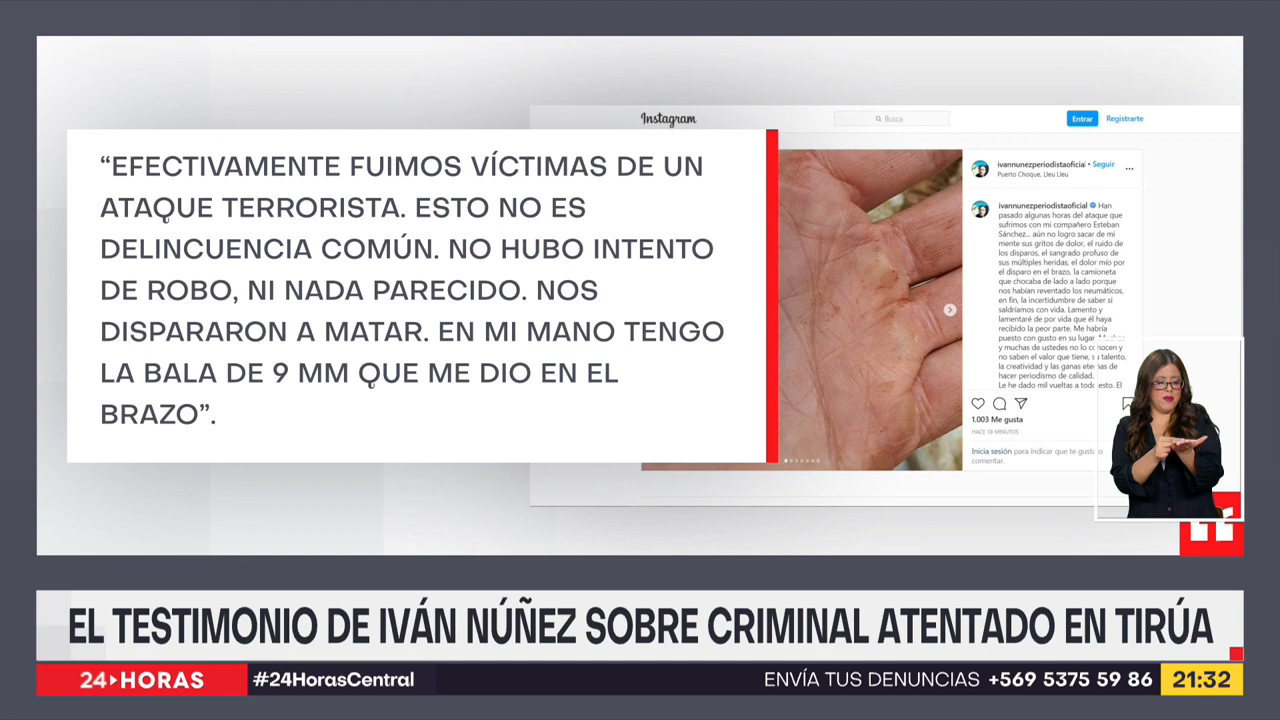 Instagram
Busca
Entrar
Registrarte
“EFECTIVAMENTE FUIMOS VÍCTIMAS DE UN
ATAQUE TERRORISTA. ESTO NO ES
DELINCUENCIA COMÚN. NO HUBO INTENTO
DE ROBO, NI NADA PARECIDO. NOS
DISPARARON A MATAR. EN MI MANO TENGO
LA BALA DE 9 MM QUE ME DIO EN EL
BRAZO”.
ivannunezperiodistaoficial • Seguir
Puerto Choque, Lleu Lleu
ivannunezperiodistaoficial Han
pasado algunas horas del ataque que
sufrimos con mi compañero Esteban
Sánchez... aún no logro sacar de mi
mente sus gritos de dolor, el ruido de
los disparos, el sangrado profuso de
sus múltiples heridas, el dolor mío por
el disparo en el brazo, la camioneta
que chocaba de lado a lado porque
nos habían reventado los neumáticos,
en fin, la incertidumbre de saber si
saldríamos con vida. Lamento y
lamentaré de por vida que él haya
recibido la peor parte. Me habría
puesto con gusto en su lugar. Muchos
y muchas de ustedes no lo conocen y
no saben el valor que tiene, su talento,
la creatividad y las ganas eternas de
hacer periodismo de calidad.
Le he dado mil vueltas a todo esto. El
1.003 Me gusta
HACE 18 MINUTOS
Inicia sesión para indicar que te gusta o
comentar.
EL TESTIMONIO DE IVÁN NÚÑEZ SOBRE CRIMINAL ATENTADO EN TIRÚA
24 HORAS
#24HorasCentral
ENVÍA TUS DENUNCIAS +569 5375 59 86
21:32